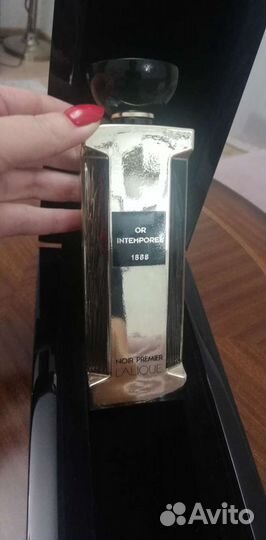 OR
INTEMPOREL
1888
NOIR PREMIER
LALIQUE
Avito